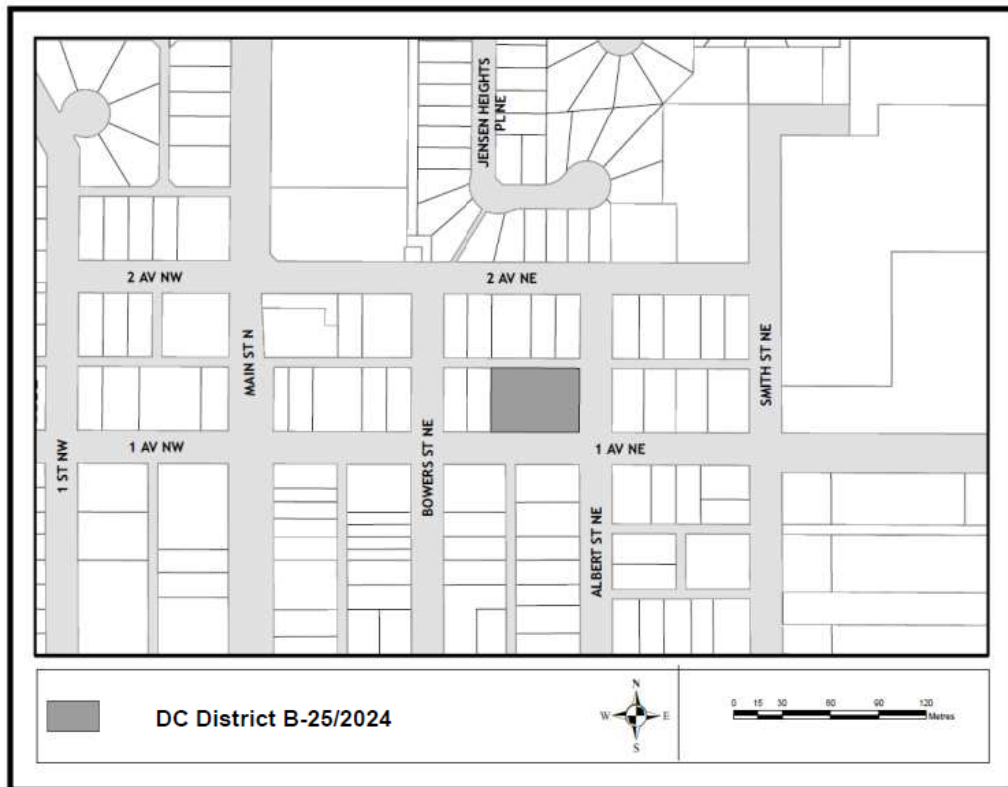 JENSEN HEIGHTS
PL NE
2 AV NW
2 AV NE
MAIN ST N
SMITH ST NE
1 AV NW
1 AV NE
1 ST NW
BOWERS ST NE
ALBERT ST NE
DC District B-25/2024
N
W
E
S
0 15 30 60 90 120
Metres